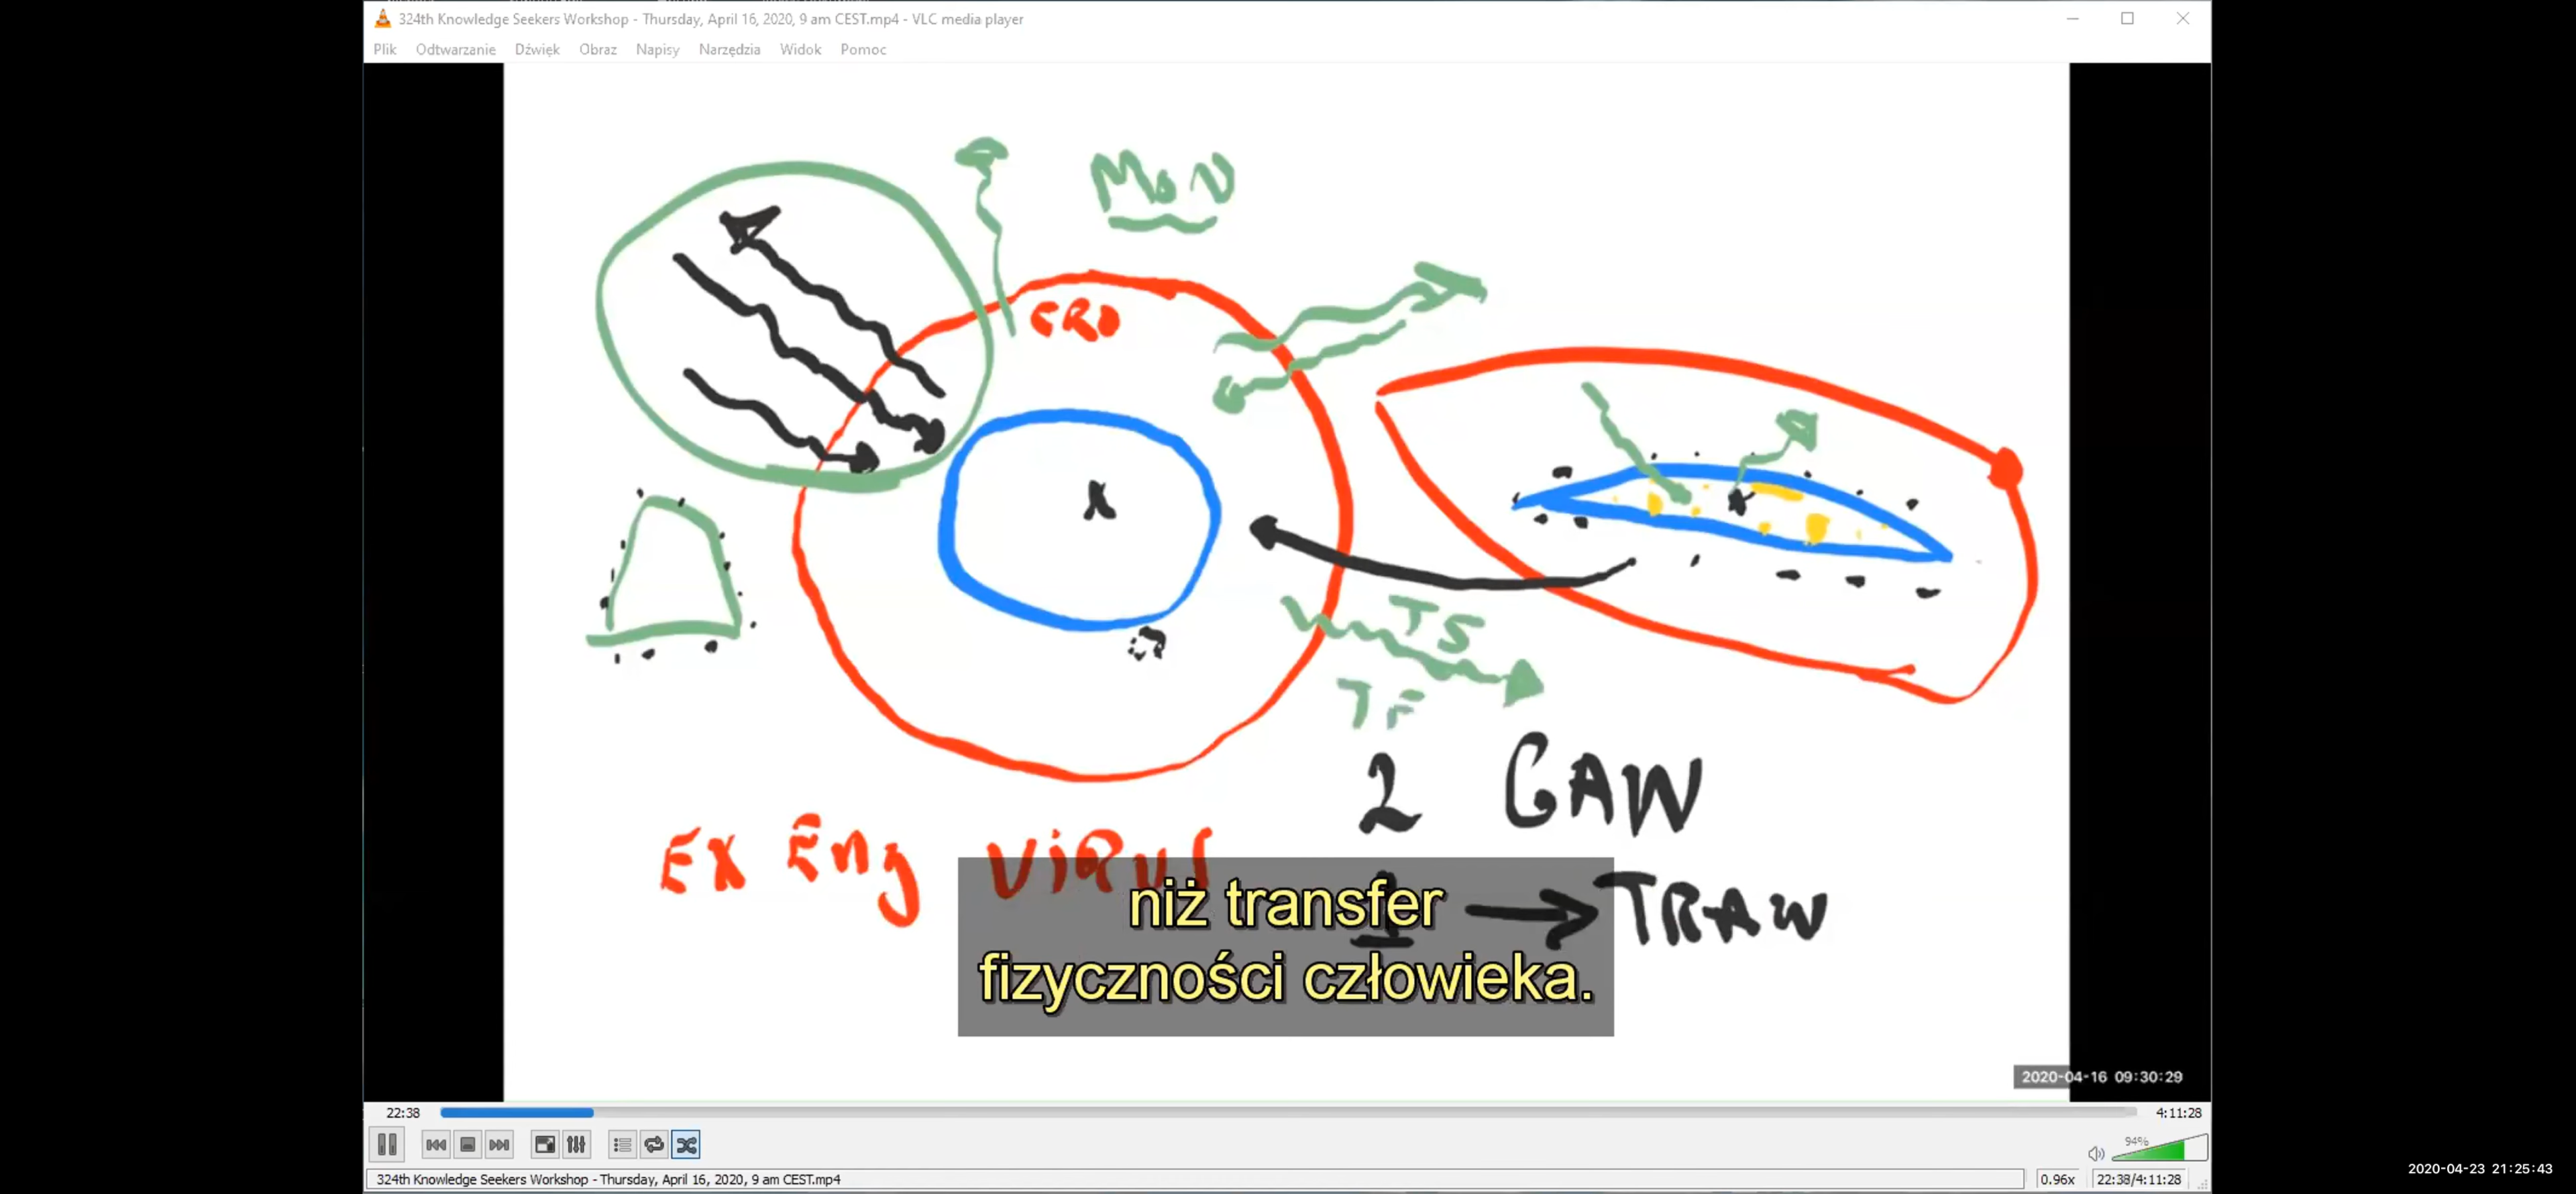 324th Knowledge Seekers Workshop - Thursday, April 16, 2020, 9 am CEST.mp4 - VLC media player
Plik Odtwarzanie Dźwięk Obraz Napisy Narzędzia Widok Pomoc
MoN
ERD
X
TS
TF
2 GAW
EX Eng ViRUS
1 → TRAW
niż transfer
fizyczności człowieka.
2020-04-16 09:30:29
22:38
4:11:28
94%
2020-04-23 21:25:43
324th Knowledge Seekers Workshop - Thursday, April 16, 2020, 9 am CEST.mp4
0.96x
22:38/4:11:28